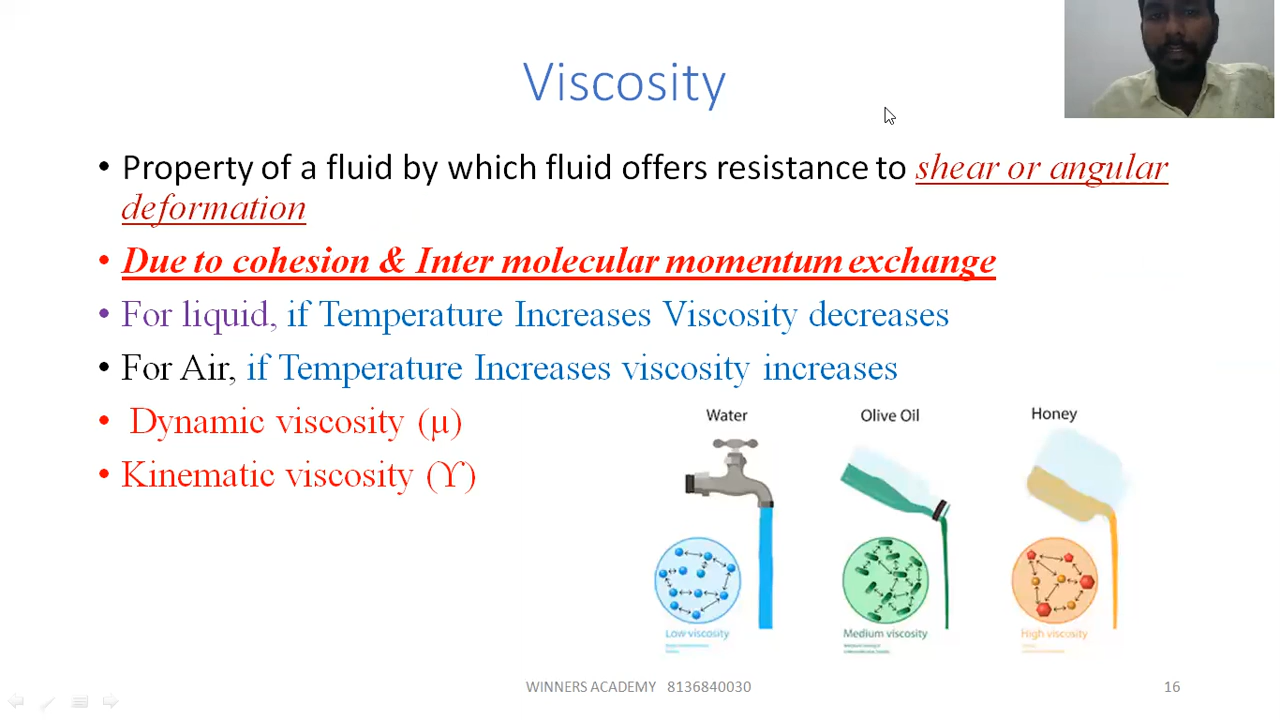 Viscosity
• Property of a fluid by which fluid offers resistance to shear or angular
deformation
• Due to cohesion & Inter molecular momentum exchange
• For liquid, if Temperature Increases Viscosity decreases
• For Air, if Temperature Increases viscosity increases
• Dynamic viscosity (μ)
• Kinematic viscosity (ϒ)
Water Olive Oil Honey
Low viscosity Medium viscosity High viscosity
WINNERS ACADEMY 8136840030 16